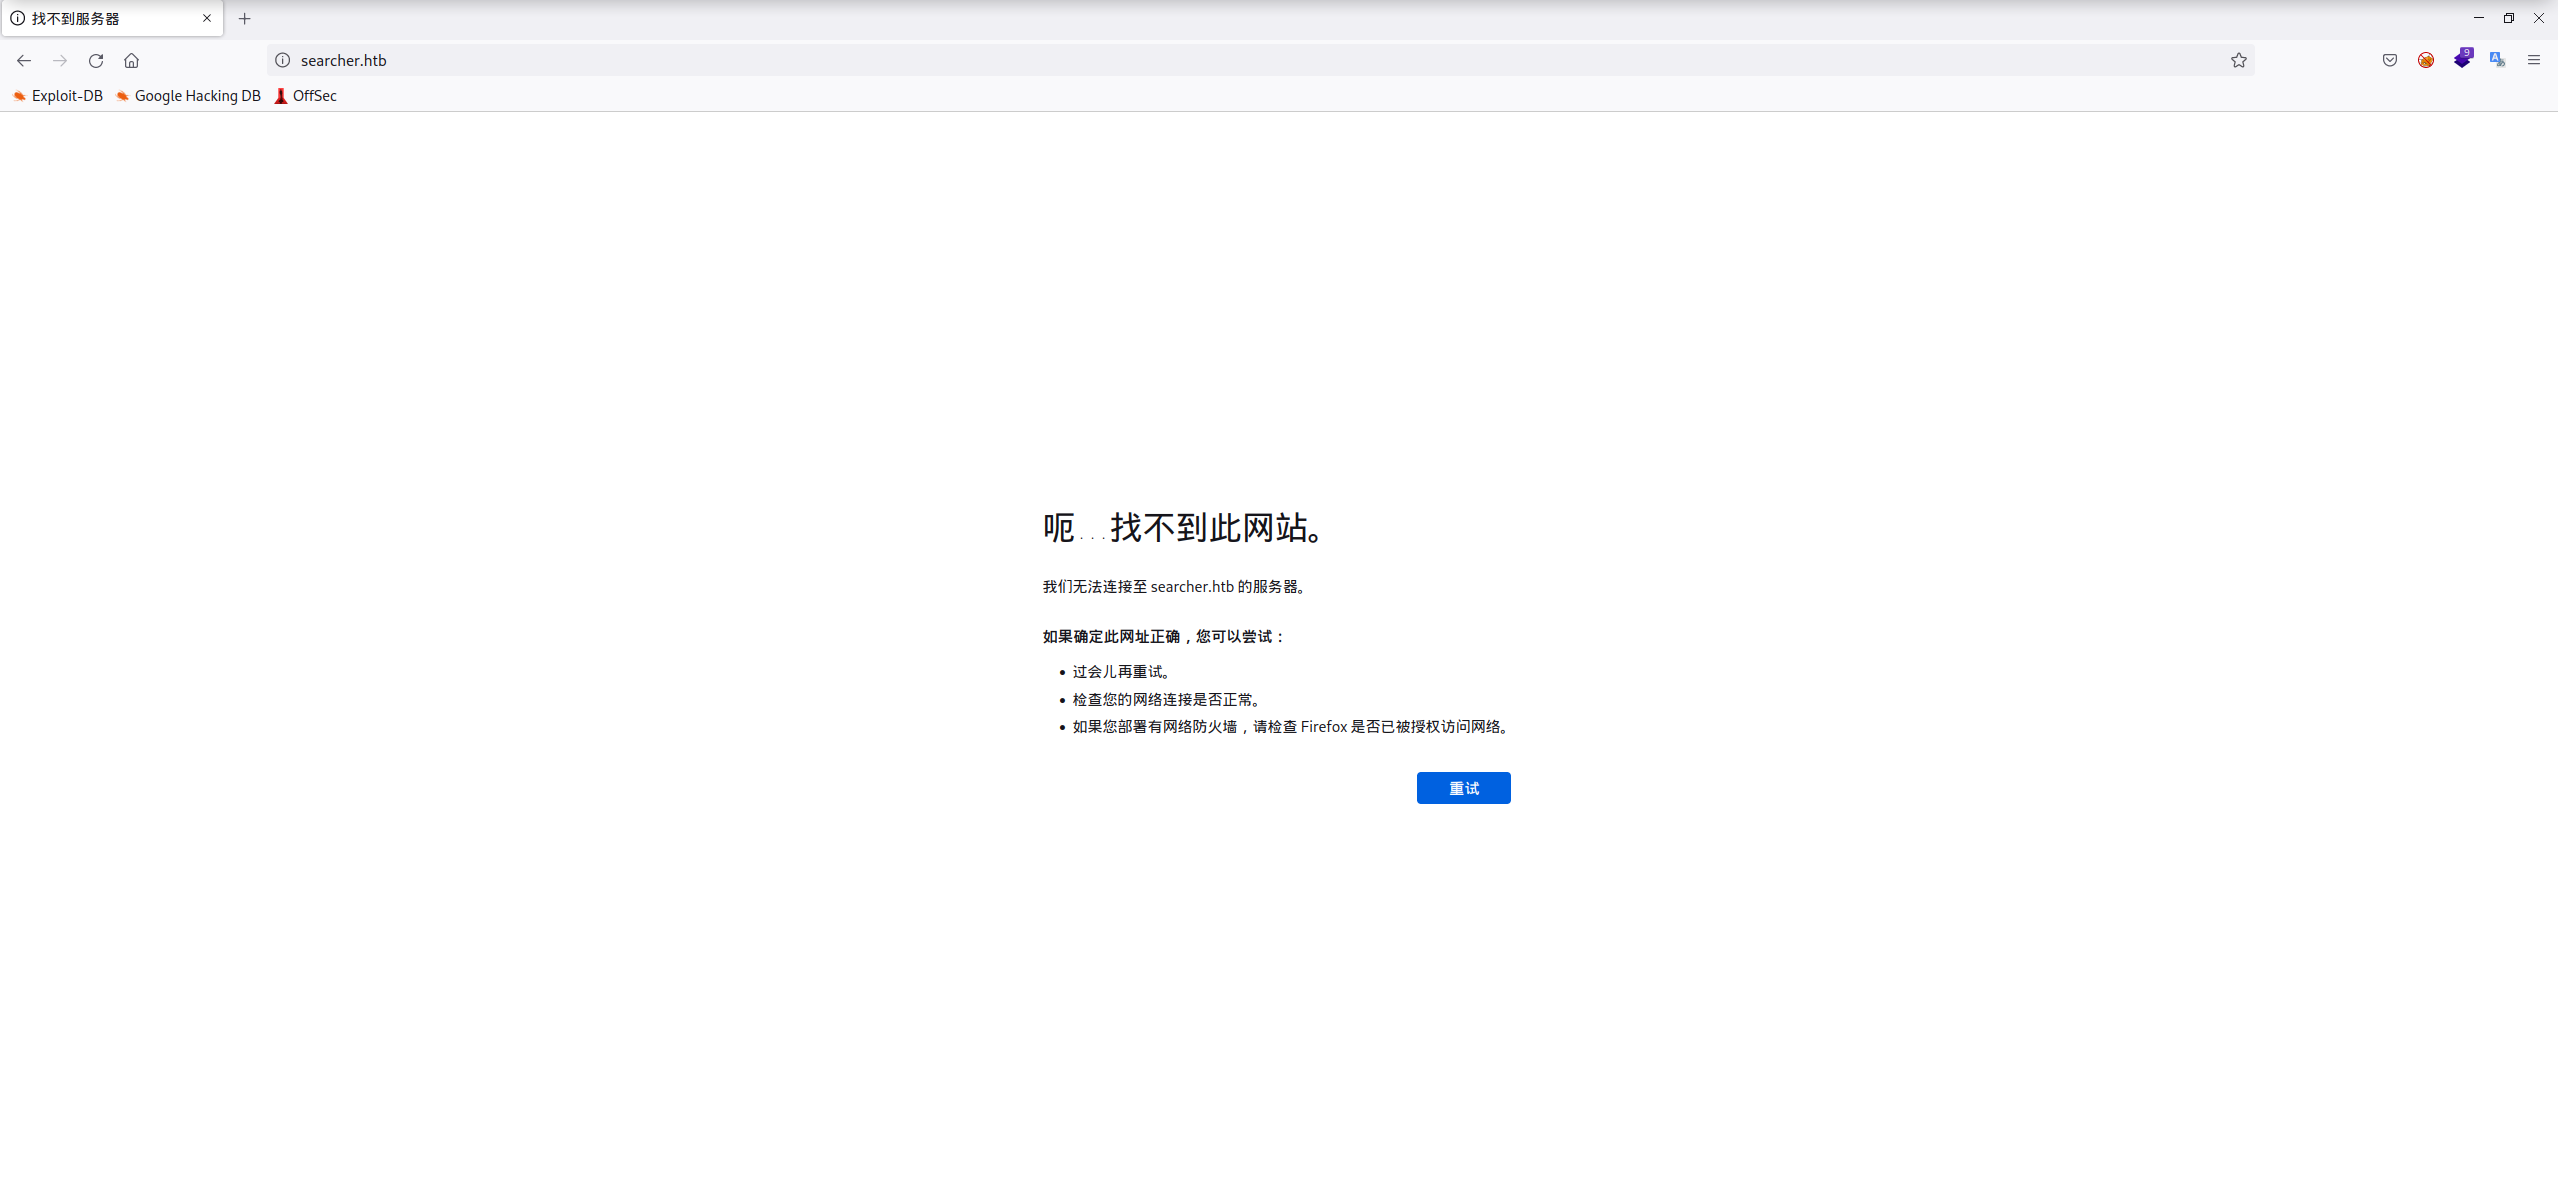 找不到服务器
searcher.htb
9
Exploit-DB Google Hacking DB OffSec
呃...找不到此网站。
我们无法连接至 searcher.htb 的服务器。
如果确定此网址正确，您可以尝试：
• 过会儿再重试。
• 检查您的网络连接是否正常。
• 如果您部署有网络防火墙，请检查 Firefox 是否已被授权访问网络。
重试